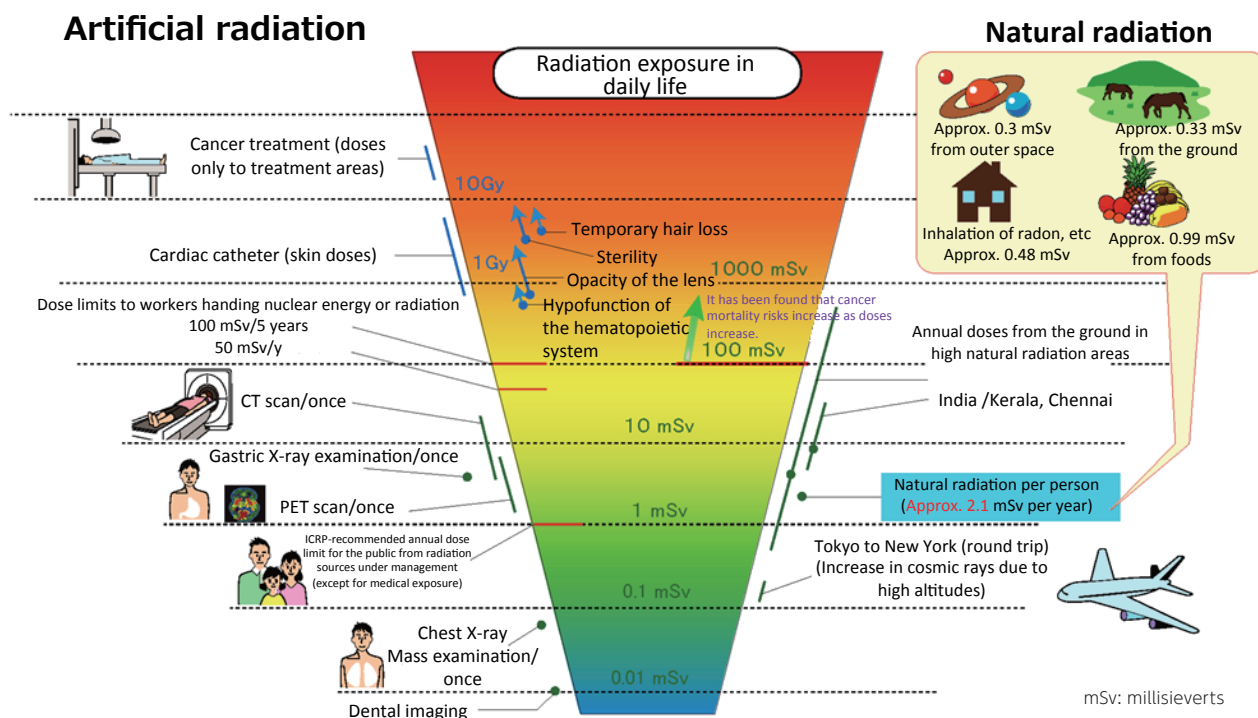 Artificial radiation
Natural radiation
Radiation exposure in
daily life
Approx. 0.3 mSv
from outer space
Approx. 0.33 mSv
from the ground
Inhalation of radon, etc
Approx. 0.48 mSv
Approx. 0.99 mSv
from foods
Cancer treatment (doses
only to treatment areas)
10Gy
Temporary hair loss
Cardiac catheter (skin doses)
Sterility
1Gy
Opacity of the lens
1000 mSv
Dose limits to workers handing nuclear energy or radiation
100 mSv/5 years
50 mSv/y
Hypofunction of
the hematopoietic
system
It has been found that cancer
mortality risks increase as doses
increase.
100 mSv
Annual doses from the ground in
high natural radiation areas
CT scan/once
India /Kerala, Chennai
10 mSv
Gastric X-ray examination/once
PET scan/once
1 mSv
Natural radiation per person
(Approx. 2.1 mSv per year)
ICRP-recommended annual dose
limit for the public from radiation
sources under management
(except for medical exposure)
Tokyo to New York (round trip)
(Increase in cosmic rays due to
high altitudes)
0.1 mSv
Chest X-ray
Mass examination/
once
0.01 mSv
Dental imaging
mSv: millisieverts